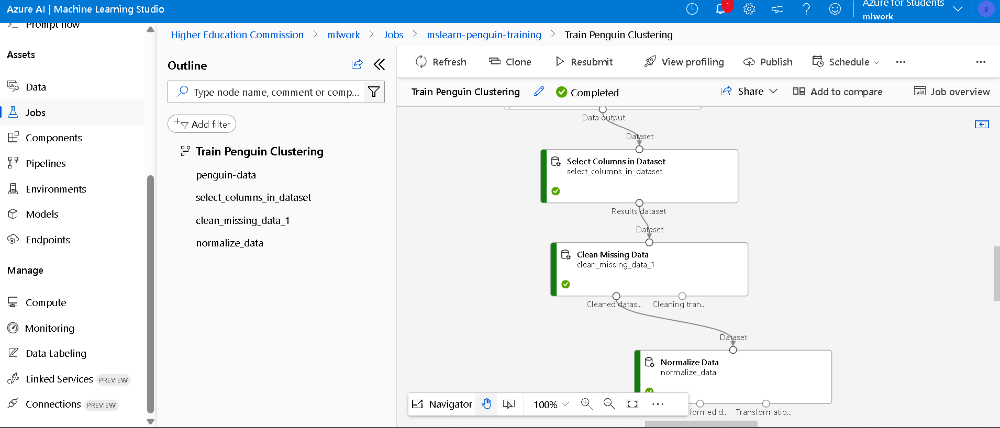 Azure AI | Machine Learning Studio
1
Azure for Students
mlwork
B
Prompt flow
Assets
Data
Jobs
Components
Pipelines
Environments
Models
Endpoints
Manage
Compute
Monitoring
Data Labeling
Linked Services PREVIEW
Connections PREVIEW
Higher Education Commission > mlwork > Jobs > mslearn-penguin-training > Train Penguin Clustering
Outline
Type node name, comment or comp...
Add filter
Train Penguin Clustering
penguin-data
select_columns_in_dataset
clean_missing_data_1
normalize_data
Refresh Clone Resubmit View profiling Publish Schedule ... ...
Train Penguin Clustering Completed Share Add to compare Job overview
Data output
Dataset
Select Columns in Dataset
select_columns_in_dataset
Results dataset
Dataset
Clean Missing Data
clean_missing_data_1
Cleaned datas... Cleaning tran...
Dataset
Normalize Data
normalize_data
formed d... Transformatio...
Navigator 100% ...